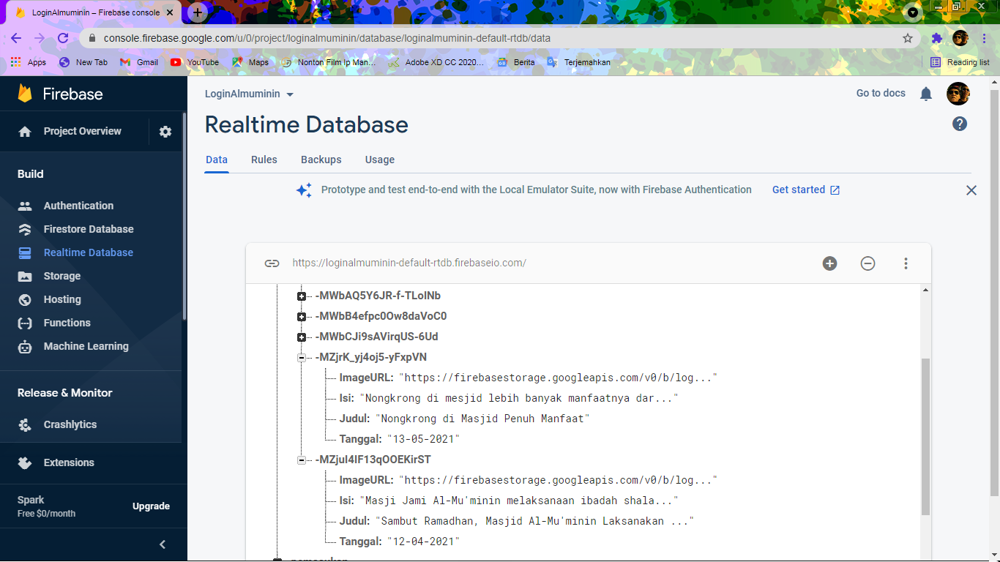 LoginAlmuminin – Firebase console
console.firebase.google.com/u/0/project/loginalmuminin/database/loginalmuminin-default-rtdb/data
Apps New Tab Gmail YouTube Maps Nonton Film Ip Man... Adobe XD CC 2020... Berita Terjemahkan Reading list
Firebase
LoginAlmuminin
Go to docs
Project Overview
Realtime Database
Data Rules Backups Usage
Build
Prototype and test end-to-end with the Local Emulator Suite, now with Firebase Authentication Get started
Authentication
Firestore Database
Realtime Database
Storage
Hosting
Functions
Machine Learning
Release & Monitor
Crashlytics
Extensions
Spark
Free $0/month
Upgrade
https://loginalmuminin-default-rtdb.firebaseio.com/
-MWbAQ5Y6JR-f-TLoINb
-MWbB4efpc0Ow8daVoC0
-MWbCJi9sAVirqUS-6Ud
-MZjrK_yj4oj5-yFxpVN
ImageURL: "https://firebasestorage.googleapis.com/v0/b/log..."
Isi: "Nongkrong di mesjid lebih banyak manfaatnya dar..."
Judul: "Nongkrong di Masjid Penuh Manfaat"
Tanggal: "13-05-2021"
-MZjuI4IF13qOOEKirST
ImageURL: "https://firebasestorage.googleapis.com/v0/b/log..."
Isi: "Masji Jami Al-Mu'minin melaksanaan ibadah shala..."
Judul: "Sambut Ramadhan, Masjid Al-Mu'minin Laksanakan ..."
Tanggal: "12-04-2021"